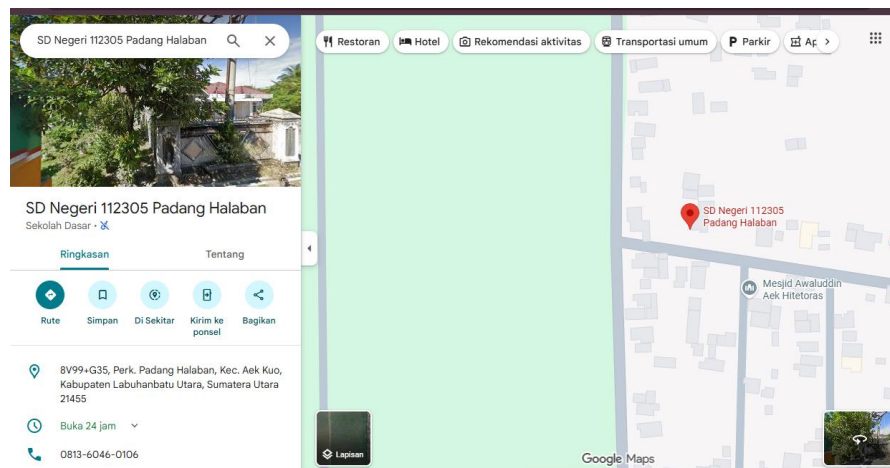 SD Negeri 112305 Padang Halaban
Restoran
Hotel
Rekomendasi aktivitas
Transportasi umum
P Parkir
Ap
SD Negeri 112305 Padang Halaban
Sekolah Dasar ·
Ringkasan
Tentang
Rute
Simpan
Di Sekitar
Kirim ke
ponsel
Bagikan
8V99+G35, Perk. Padang Halaban, Kec. Aek Kuo,
Kabupaten Labuhanbatu Utara, Sumatera Utara
21455
Buka 24 jam
0813-6046-0106
SD Negeri 112305
Padang Halaban
Mesjid Awaluddin
Aek Hitetoras
Lapisan
Google Maps